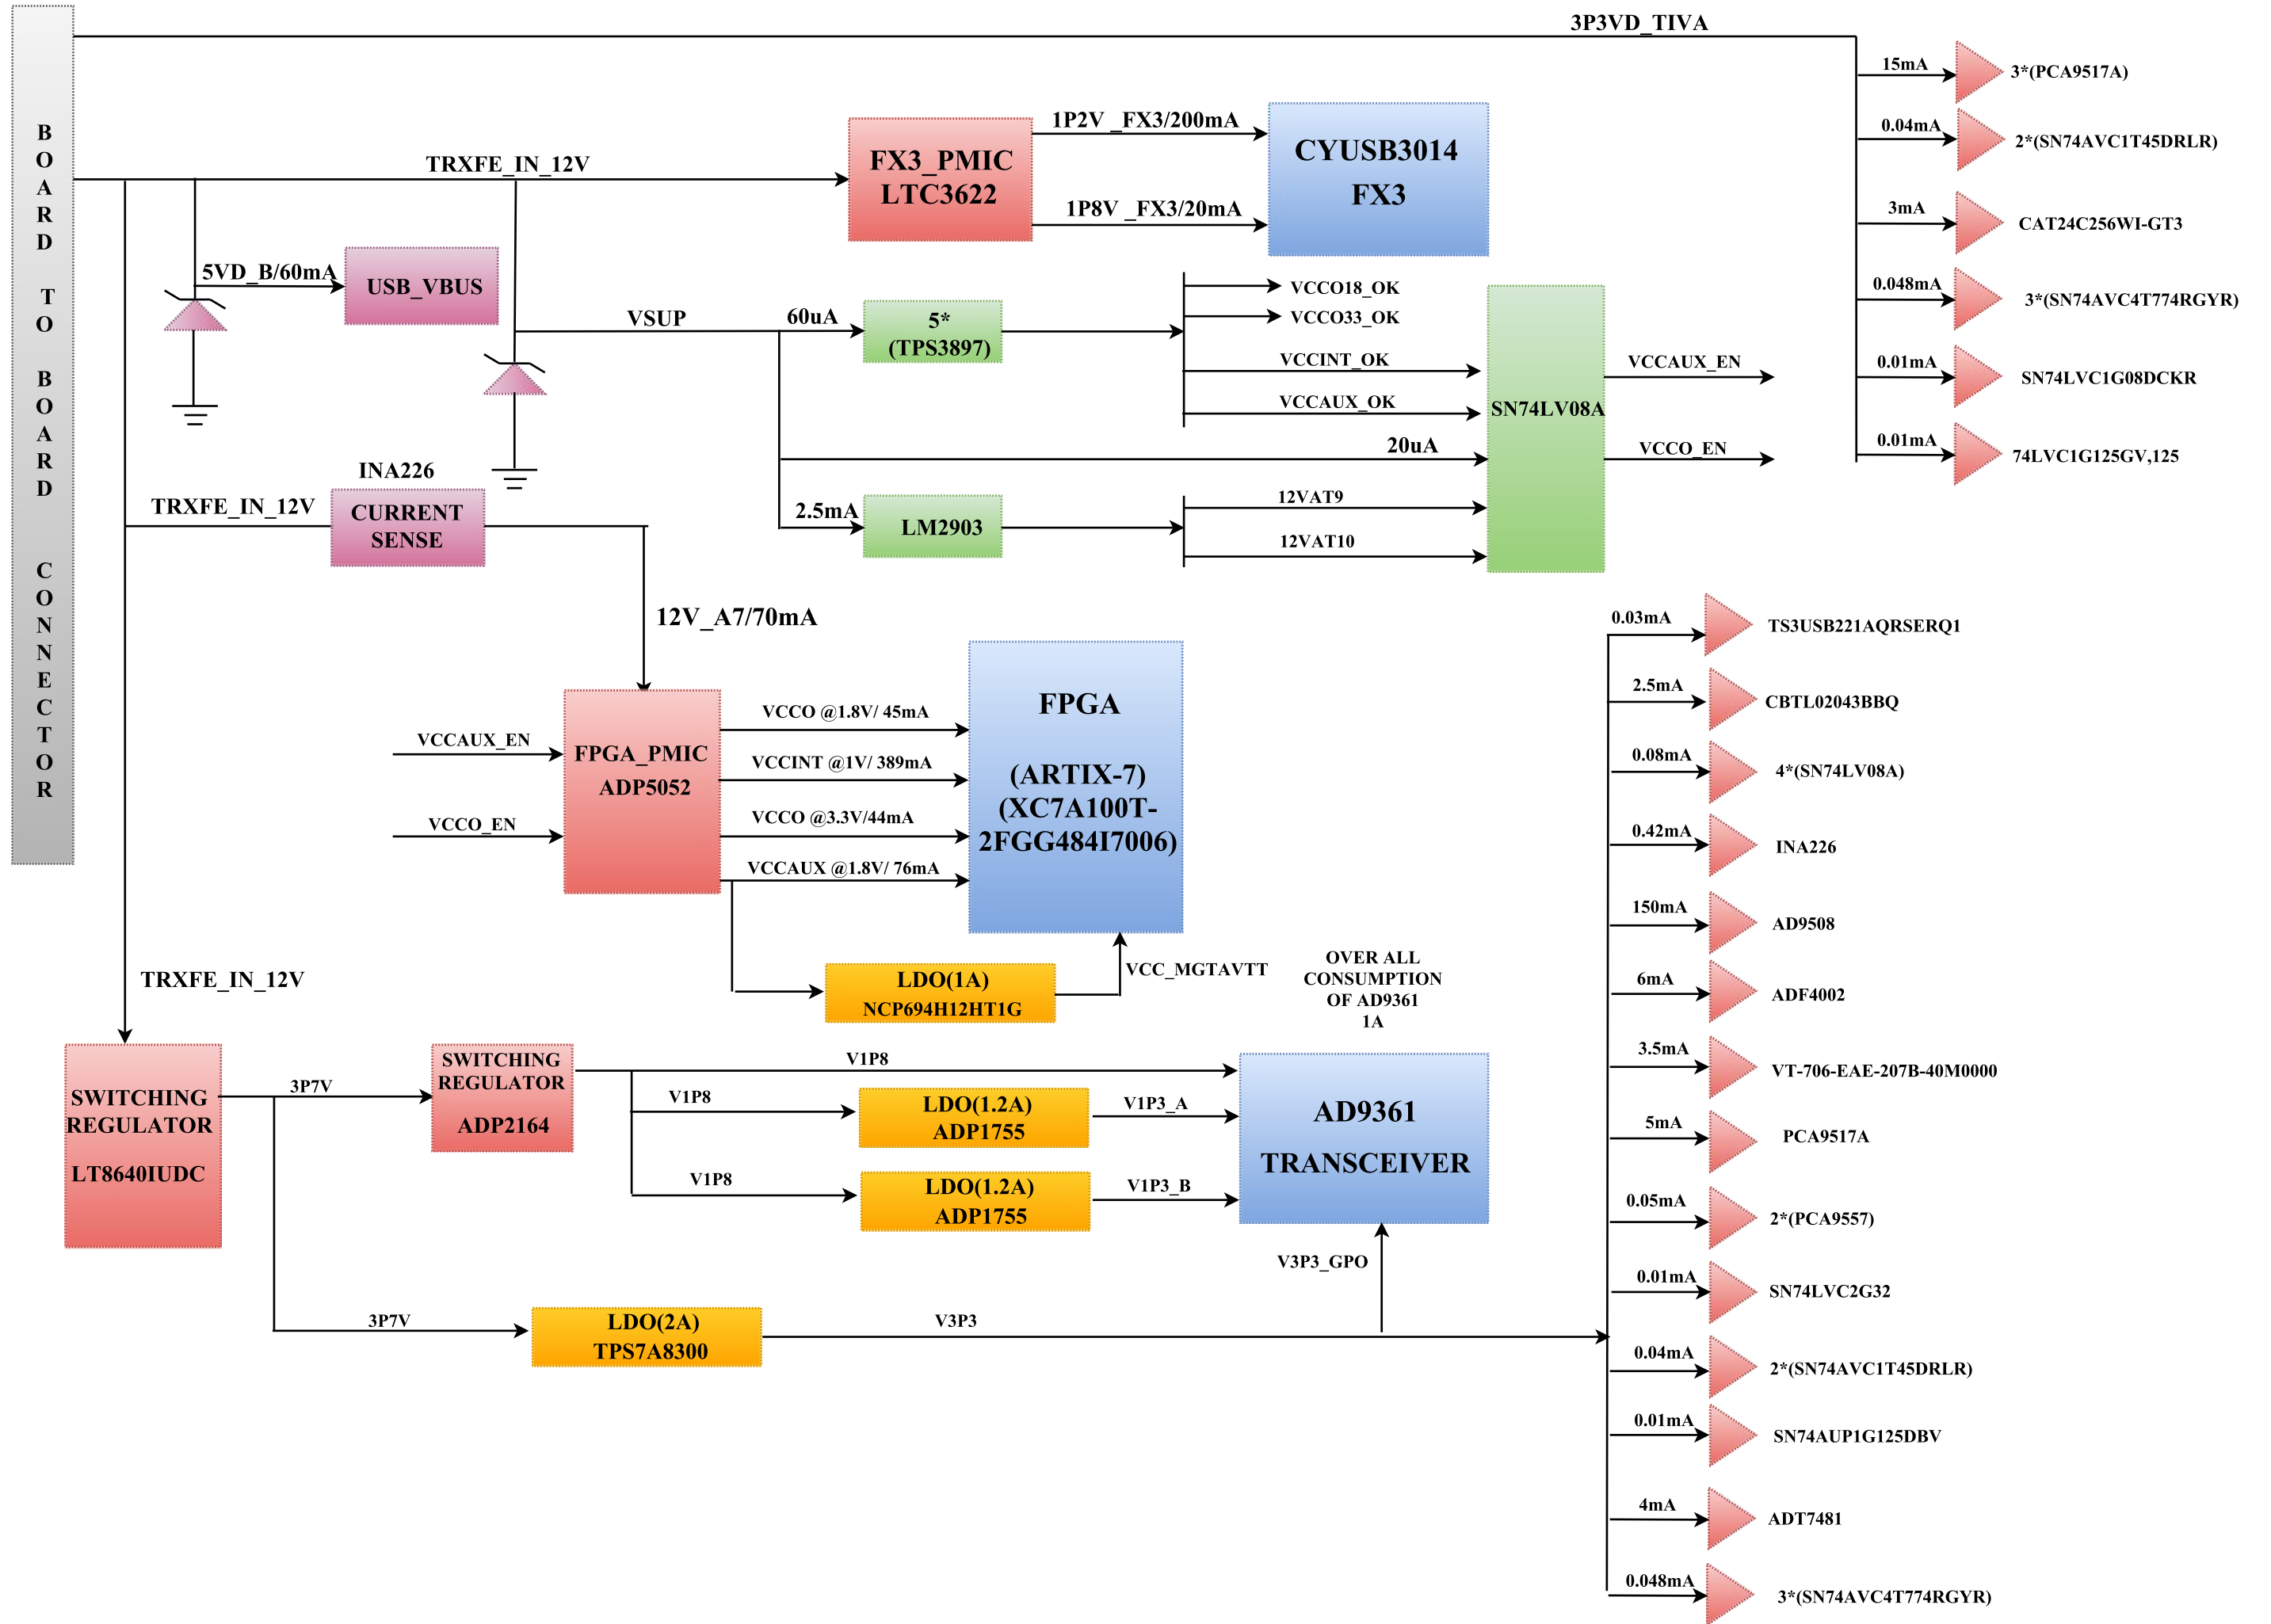 BOARD TO BOARD CONNECTOR
3P3VD_TIVA
15mA
3*(PCA9517A)
0.04mA
2*(SN74AVC1T45DRLR)
3mA
CAT24C256WI-GT3
0.048mA
3*(SN74AVC4T774RGYR)
0.01mA
SN74LVC1G08DCKR
0.01mA
74LVC1G125GV,125
TRXFE_IN_12V
FX3_PMIC
LTC3622
1P2V _FX3/200mA
1P8V _FX3/20mA
CYUSB3014
FX3
5VD_B/60mA
USB_VBUS
VSUP
60uA
5*
(TPS3897)
VCCO18_OK
VCCO33_OK
VCCINT_OK
VCCAUX_OK
20uA
SN74LV08A
VCCAUX_EN
VCCO_EN
2.5mA
LM2903
12VAT9
12VAT10
INA226
TRXFE_IN_12V
CURRENT
SENSE
12V_A7/70mA
VCCAUX_EN
VCCO_EN
FPGA_PMIC
ADP5052
VCCO @1.8V/ 45mA
VCCINT @1V/ 389mA
VCCO @3.3V/44mA
VCCAUX @1.8V/ 76mA
FPGA
(ARTIX-7)
(XC7A100T-
2FGG484I7006)
LDO(1A)
NCP694H12HT1G
VCC_MGTAVTT
OVER ALL
CONSUMPTION
OF AD9361
1A
TRXFE_IN_12V
SWITCHING
REGULATOR
LT8640IUDC
3P7V
SWITCHING
REGULATOR
ADP2164
V1P8
V1P8
LDO(1.2A)
ADP1755
V1P3_A
V1P8
LDO(1.2A)
ADP1755
V1P3_B
AD9361
TRANSCEIVER
V3P3_GPO
3P7V
LDO(2A)
TPS7A8300
V3P3
0.03mA
TS3USB221AQRSERQ1
2.5mA
CBTL02043BBQ
0.08mA
4*(SN74LV08A)
0.42mA
INA226
150mA
AD9508
6mA
ADF4002
3.5mA
VT-706-EAE-207B-40M0000
5mA
PCA9517A
0.05mA
2*(PCA9557)
0.01mA
SN74LVC2G32
0.04mA
2*(SN74AVC1T45DRLR)
0.01mA
SN74AUP1G125DBV
4mA
ADT7481
0.048mA
3*(SN74AVC4T774RGYR)